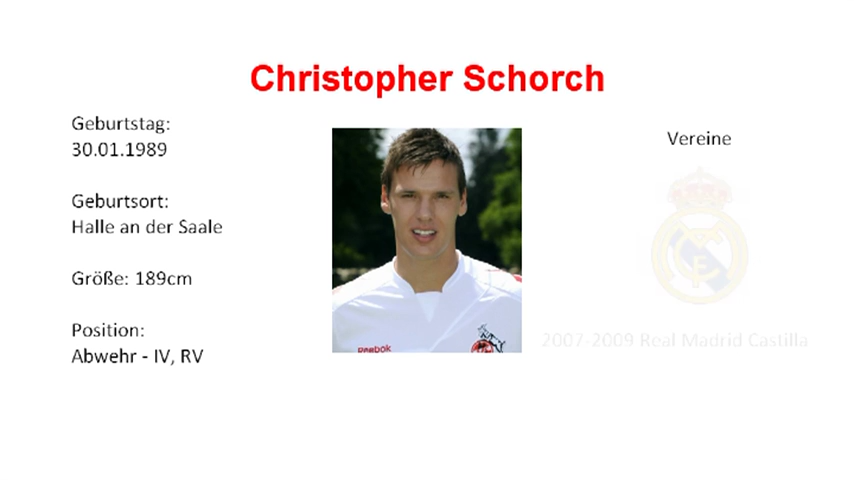 Christopher Schorch
Geburtstag:
30.01.1989
Geburtsort:
Halle an der Saale
Größe: 189cm
Position:
Abwehr - IV, RV
Reebok
Vereine
2007-2009 Real Madrid Castilla